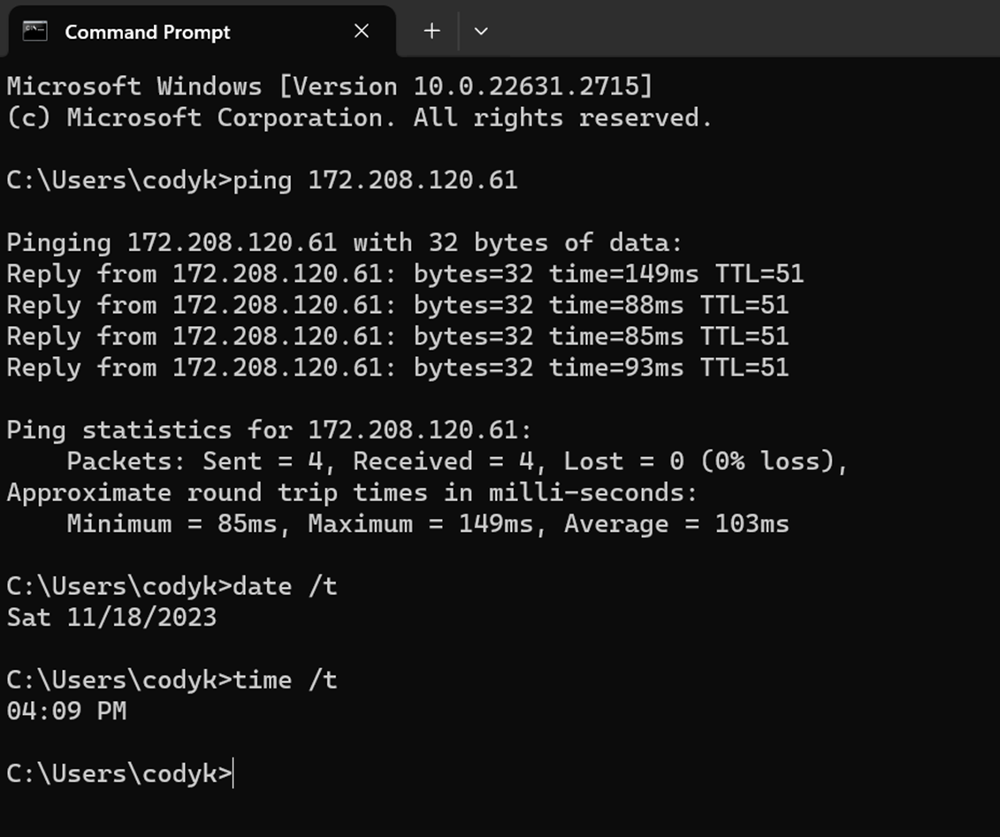 Command Prompt
Microsoft Windows [Version 10.0.22631.2715]
(c) Microsoft Corporation. All rights reserved.
C:\Users\codyk>ping 172.208.120.61
Pinging 172.208.120.61 with 32 bytes of data:
Reply from 172.208.120.61: bytes=32 time=149ms TTL=51
Reply from 172.208.120.61: bytes=32 time=88ms TTL=51
Reply from 172.208.120.61: bytes=32 time=85ms TTL=51
Reply from 172.208.120.61: bytes=32 time=93ms TTL=51
Ping statistics for 172.208.120.61:
    Packets: Sent = 4, Received = 4, Lost = 0 (0% loss),
Approximate round trip times in milli-seconds:
    Minimum = 85ms, Maximum = 149ms, Average = 103ms
C:\Users\codyk>date /t
Sat 11/18/2023
C:\Users\codyk>time /t
04:09 PM
C:\Users\codyk>